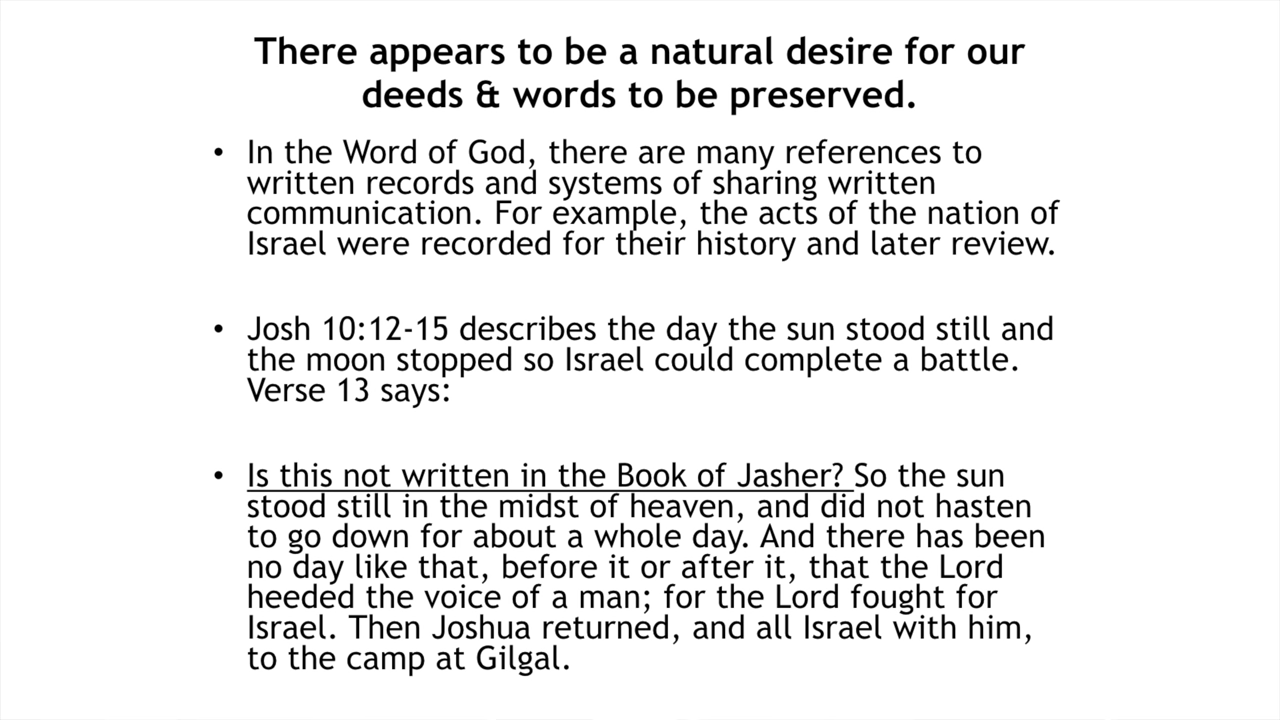 There appears to be a natural desire for our
deeds & words to be preserved.
• In the Word of God, there are many references to
written records and systems of sharing written
communication. For example, the acts of the nation of
Israel were recorded for their history and later review.
• Josh 10:12-15 describes the day the sun stood still and
the moon stopped so Israel could complete a battle.
Verse 13 says:
• Is this not written in the Book of Jasher? So the sun
stood still in the midst of heaven, and did not hasten
to go down for about a whole day. And there has been
no day like that, before it or after it, that the Lord
heeded the voice of a man; for the Lord fought for
Israel. Then Joshua returned, and all Israel with him,
to the camp at Gilgal.